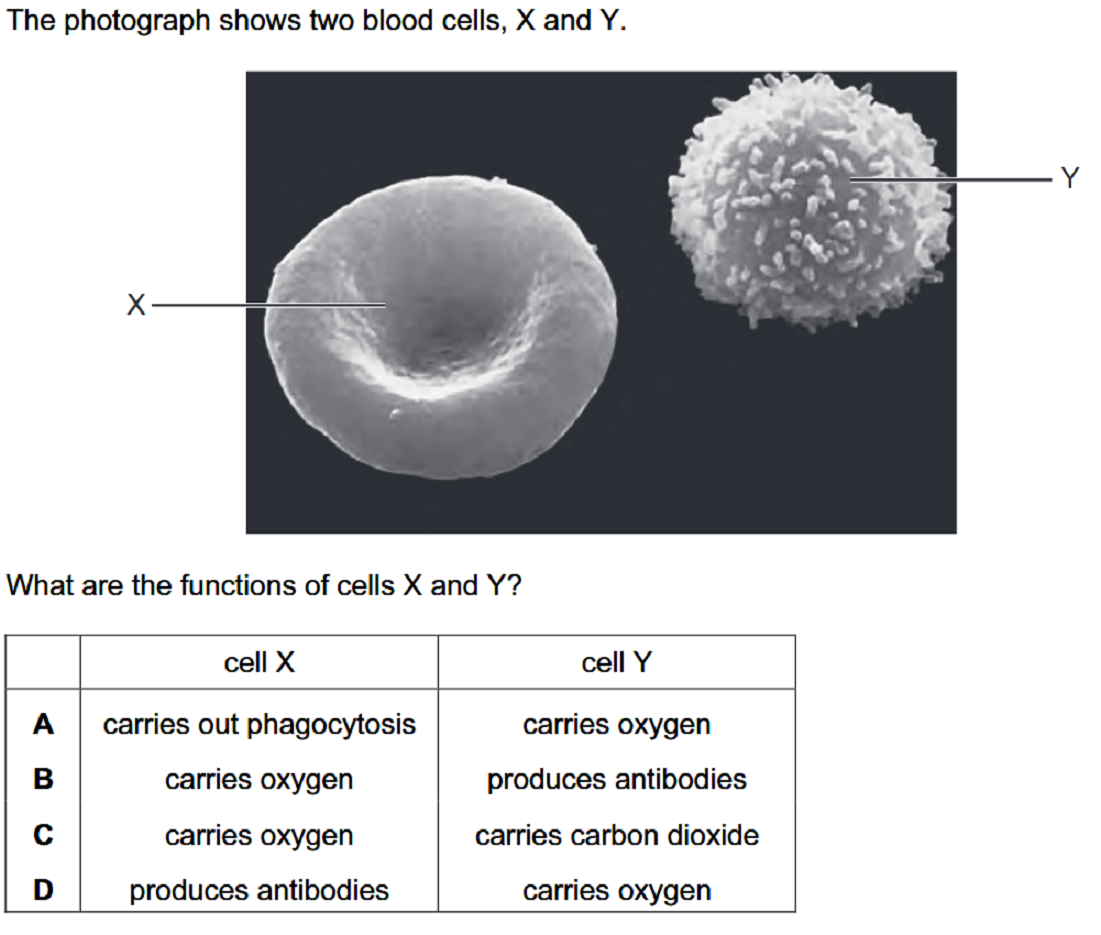 The photograph shows two blood cells, X and Y.
Y
X
What are the functions of cells X and Y?
cell X cell Y
A carries out phagocytosis carries oxygen
B carries oxygen produces antibodies
C carries oxygen carries carbon dioxide
D produces antibodies carries oxygen